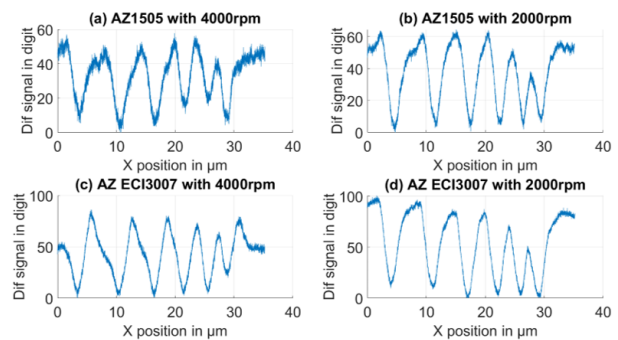 (a) AZ1505 with 4000rpm
Dif signal in digit
60
40
20
0
0 10 20 30 40
X position in µm
(b) AZ1505 with 2000rpm
Dif signal in digit
60
40
20
0
0 10 20 30 40
X position in µm
(c) AZ ECI3007 with 4000rpm
Dif signal in digit
100
50
0
0 10 20 30 40
X position in µm
(d) AZ ECI3007 with 2000rpm
Dif signal in digit
100
50
0
0 10 20 30 40
X position in µm